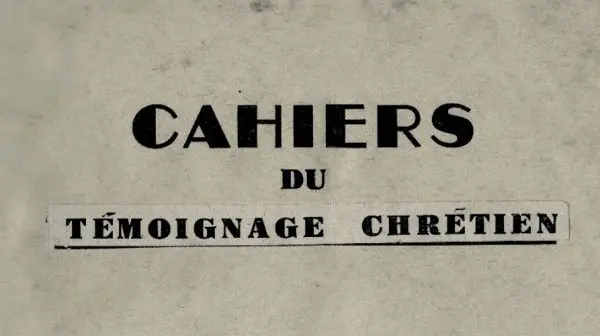 CAHIERS
DU
TÉMOIGNAGE CHRÉTIEN